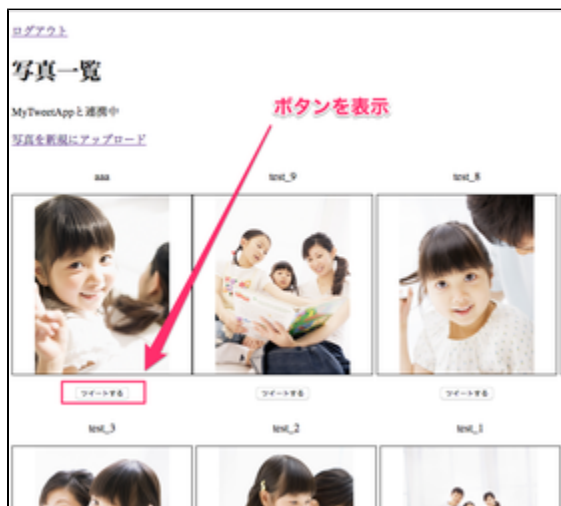 ログアウト
写真一覧
MyTweetAppと連携中
ボタンを表示
写真を新規にアップロード
aaa test_9 test_8
ツイートする ツイートする ツイートする
test_3 test_2 test_1